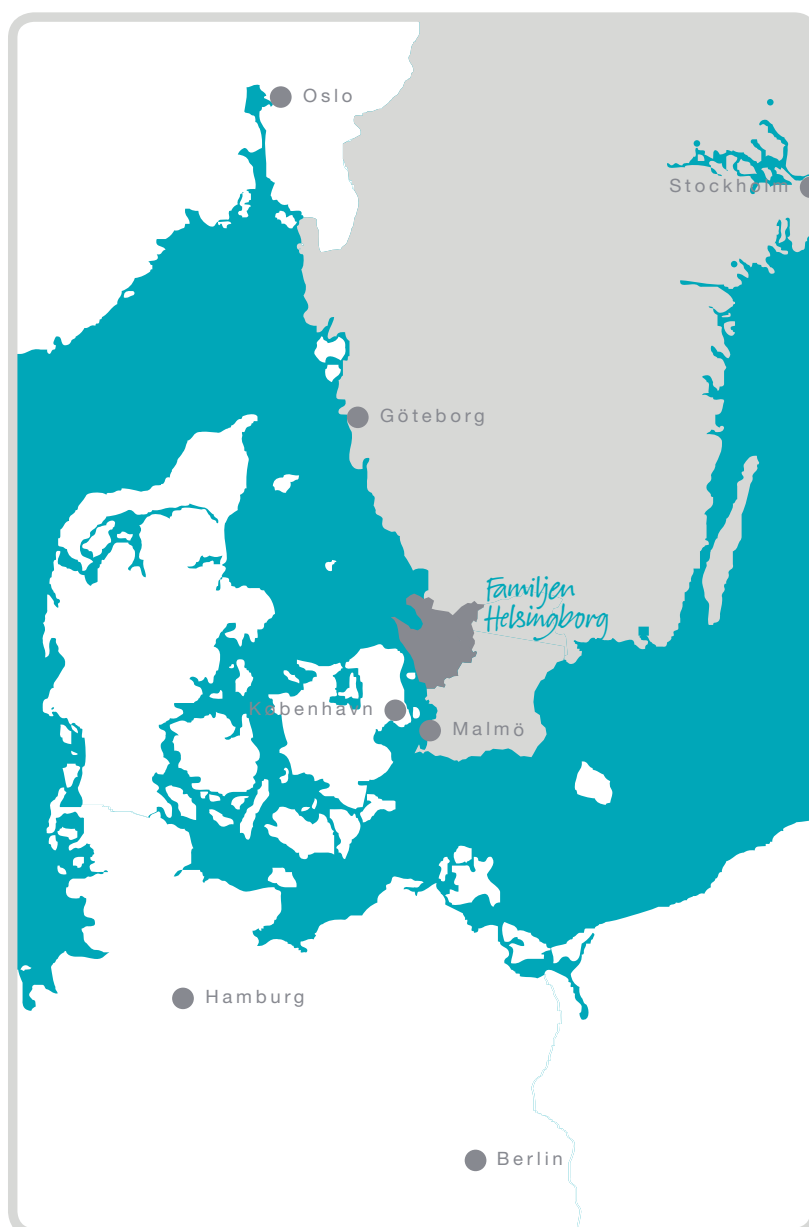 Oslo
Stockholm
Göteborg
Familjen
Helsingborg
København
Malmö
Hamburg
Berlin